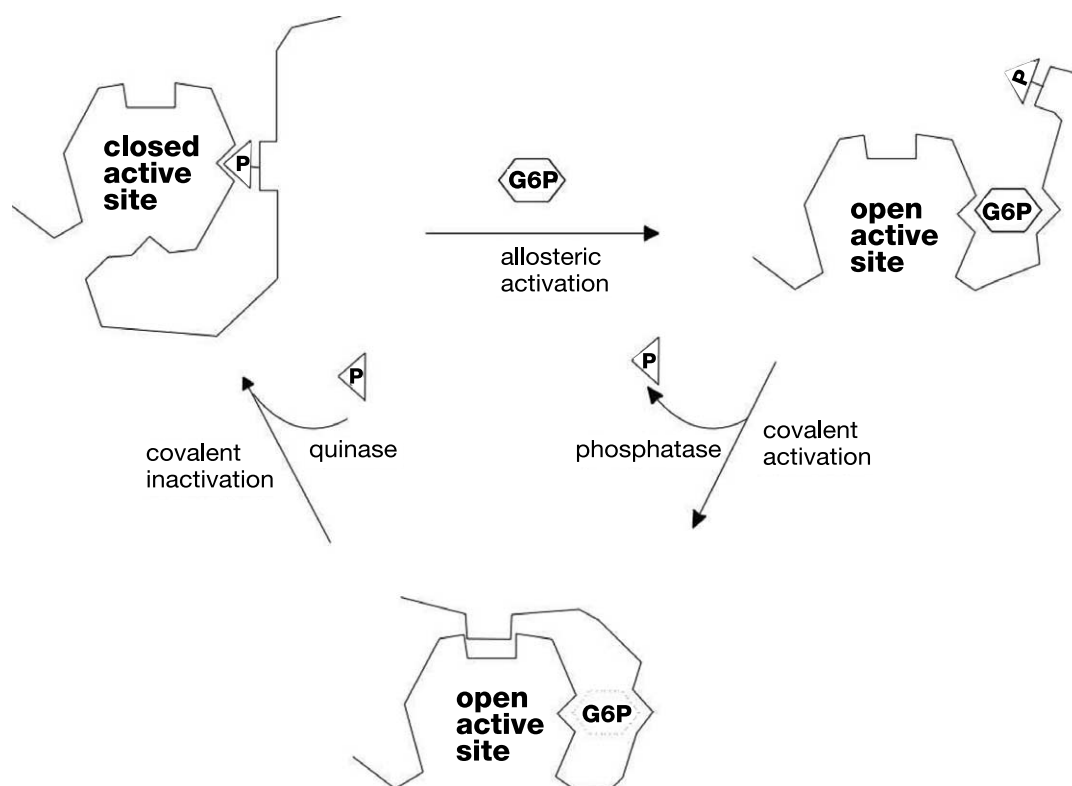 P
closed
active
site
P
G6P
allosteric
activation
open
active
site
G6P
P
quinase
covalent
inactivation
P
phosphatase
covalent
activation
open
active
site
G6P